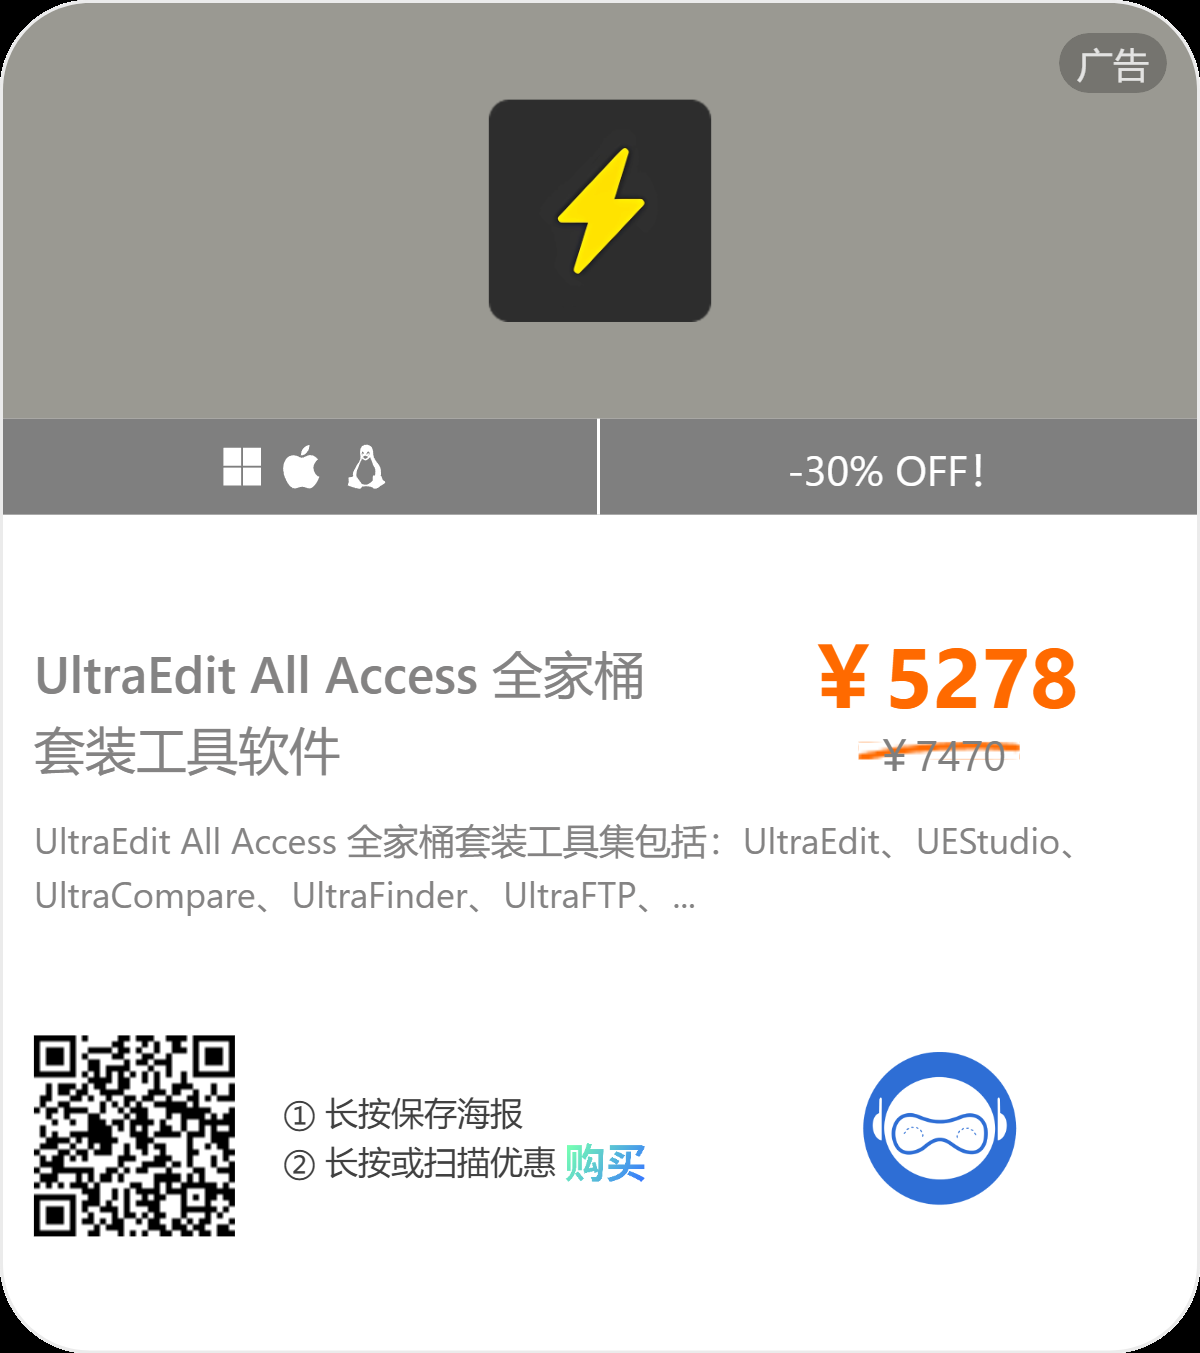 广告
-30% OFF!
UltraEdit All Access 全家桶
套装工具软件
￥5278
￥7470
UltraEdit All Access 全家桶套装工具集包括：UltraEdit、UEStudio、
UltraCompare、UltraFinder、UltraFTP、...
① 长按保存海报
② 长按或扫描优惠 购买